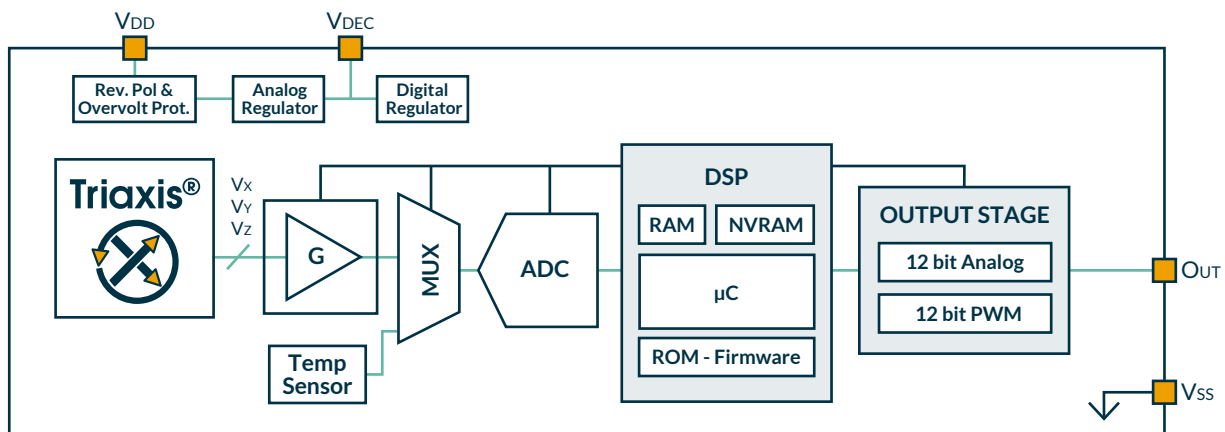 VDD
VDEC
Rev. Pol &
Overvolt Prot.
Analog
Regulator
Digital
Regulator
Triaxis®
VX
VY
VZ
G
MUX
ADC
Temp
Sensor
DSP
RAM
NVRAM
µC
ROM - Firmware
OUTPUT STAGE
12 bit Analog
12 bit PWM
OUT
VSS